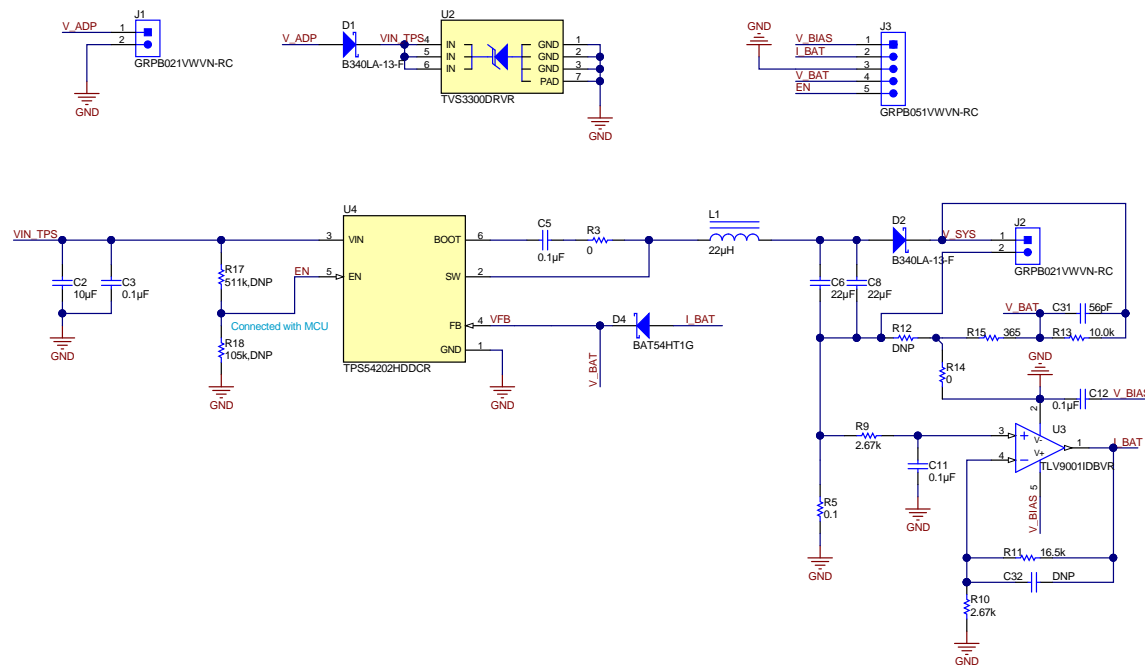 J1
V_ADP
1
2
GRPB021VWVN-RC
GND
V_ADP
D1
B340LA-13-F
VIN_TPS
U2
4
5
6
IN
IN
IN
GND
GND
GND
PAD
1
2
3
7
TVS3300DRVR
GND
GND
J3
V_BIAS
I_BAT
V_BAT
EN
1
2
3
4
5
GRPB051VWVN-RC
VIN_TPS
C2
10µF
C3
0.1µF
GND
R17
511k,DNP
EN
Connected with MCU
R18
105k,DNP
GND
U4
3
VIN
5
EN
BOOT
6
SW
2
FB
4
GND
1
TPS54202HDDCR
C5
0.1µF
R3
0
L1
22µH
VFB
D4
BAT54HT1G
I_BAT
V_BAT
GND
C6
22µF
C8
22µF
D2
B340LA-13-F
V_SYS
J2
1
2
GRPB021VWVN-RC
V_BAT
C31
56pF
R12
DNP
R15
365
R13
10.0k
R14
0
GND
C12
0.1µF
V_BIAS
R9
2.67k
C11
0.1µF
GND
R5
0.1
GND
U3
2
3
4
V-
V+
1
5
TLV9001IDBVR
I_BAT
V_BIAS
R11
16.5k
C32
DNP
R10
2.67k
GND